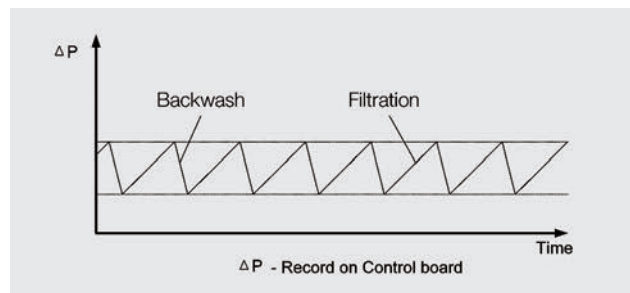 ΔP
Backwash Filtration
Time
ΔP - Record on Control board